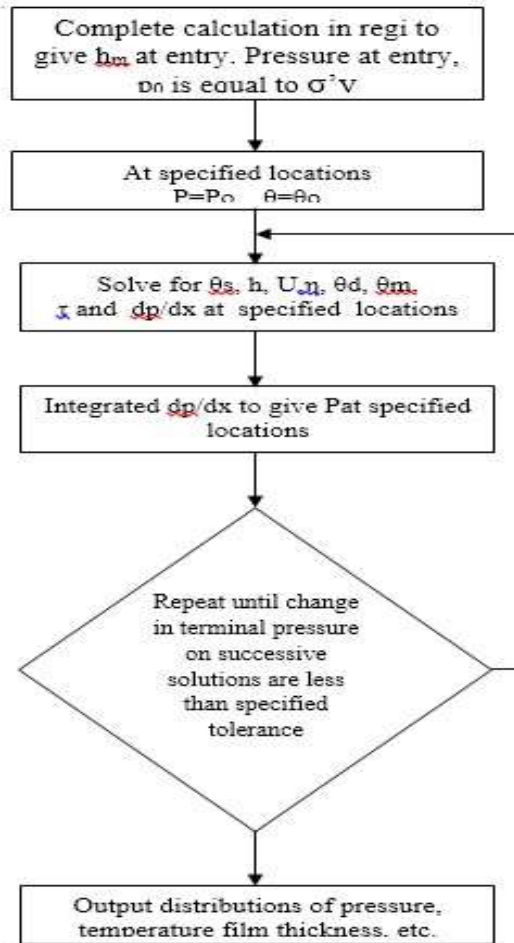 Complete calculation in regi to
give hm at entry. Pressure at entry,
p0 is equal to σ'Y
At specified locations
P=Po θ=θo
Solve for θs, h, U,η, θd, θm,
τ and dp/dx at specified locations
Integrated dp/dx to give Pat specified
locations
Repeat until change
in terminal pressure
on successive
solutions are less
than specified
tolerance
Output distributions of pressure,
temperature film thickness, etc.